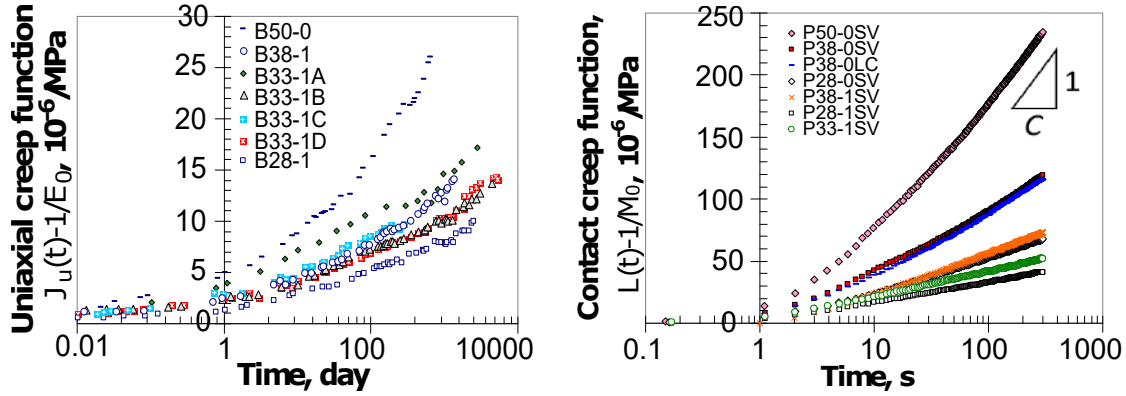 Uniaxial creep function
J_u(t)-1/E_0, 10^-6/MPa
30
25
20
15
10
5
0
B50-0
B38-1
B33-1A
B33-1B
B33-1C
B33-1D
B28-1
0.01
1
100
10000
Time, day
Contact creep function,
L(t)-1/M_0, 10^-6/MPa
250
200
150
100
50
0
P50-0SV
P38-0SV
P38-0LC
P28-0SV
P38-1SV
P28-1SV
P33-1SV
1
C
0.1
1
10
100
1000
Time, s